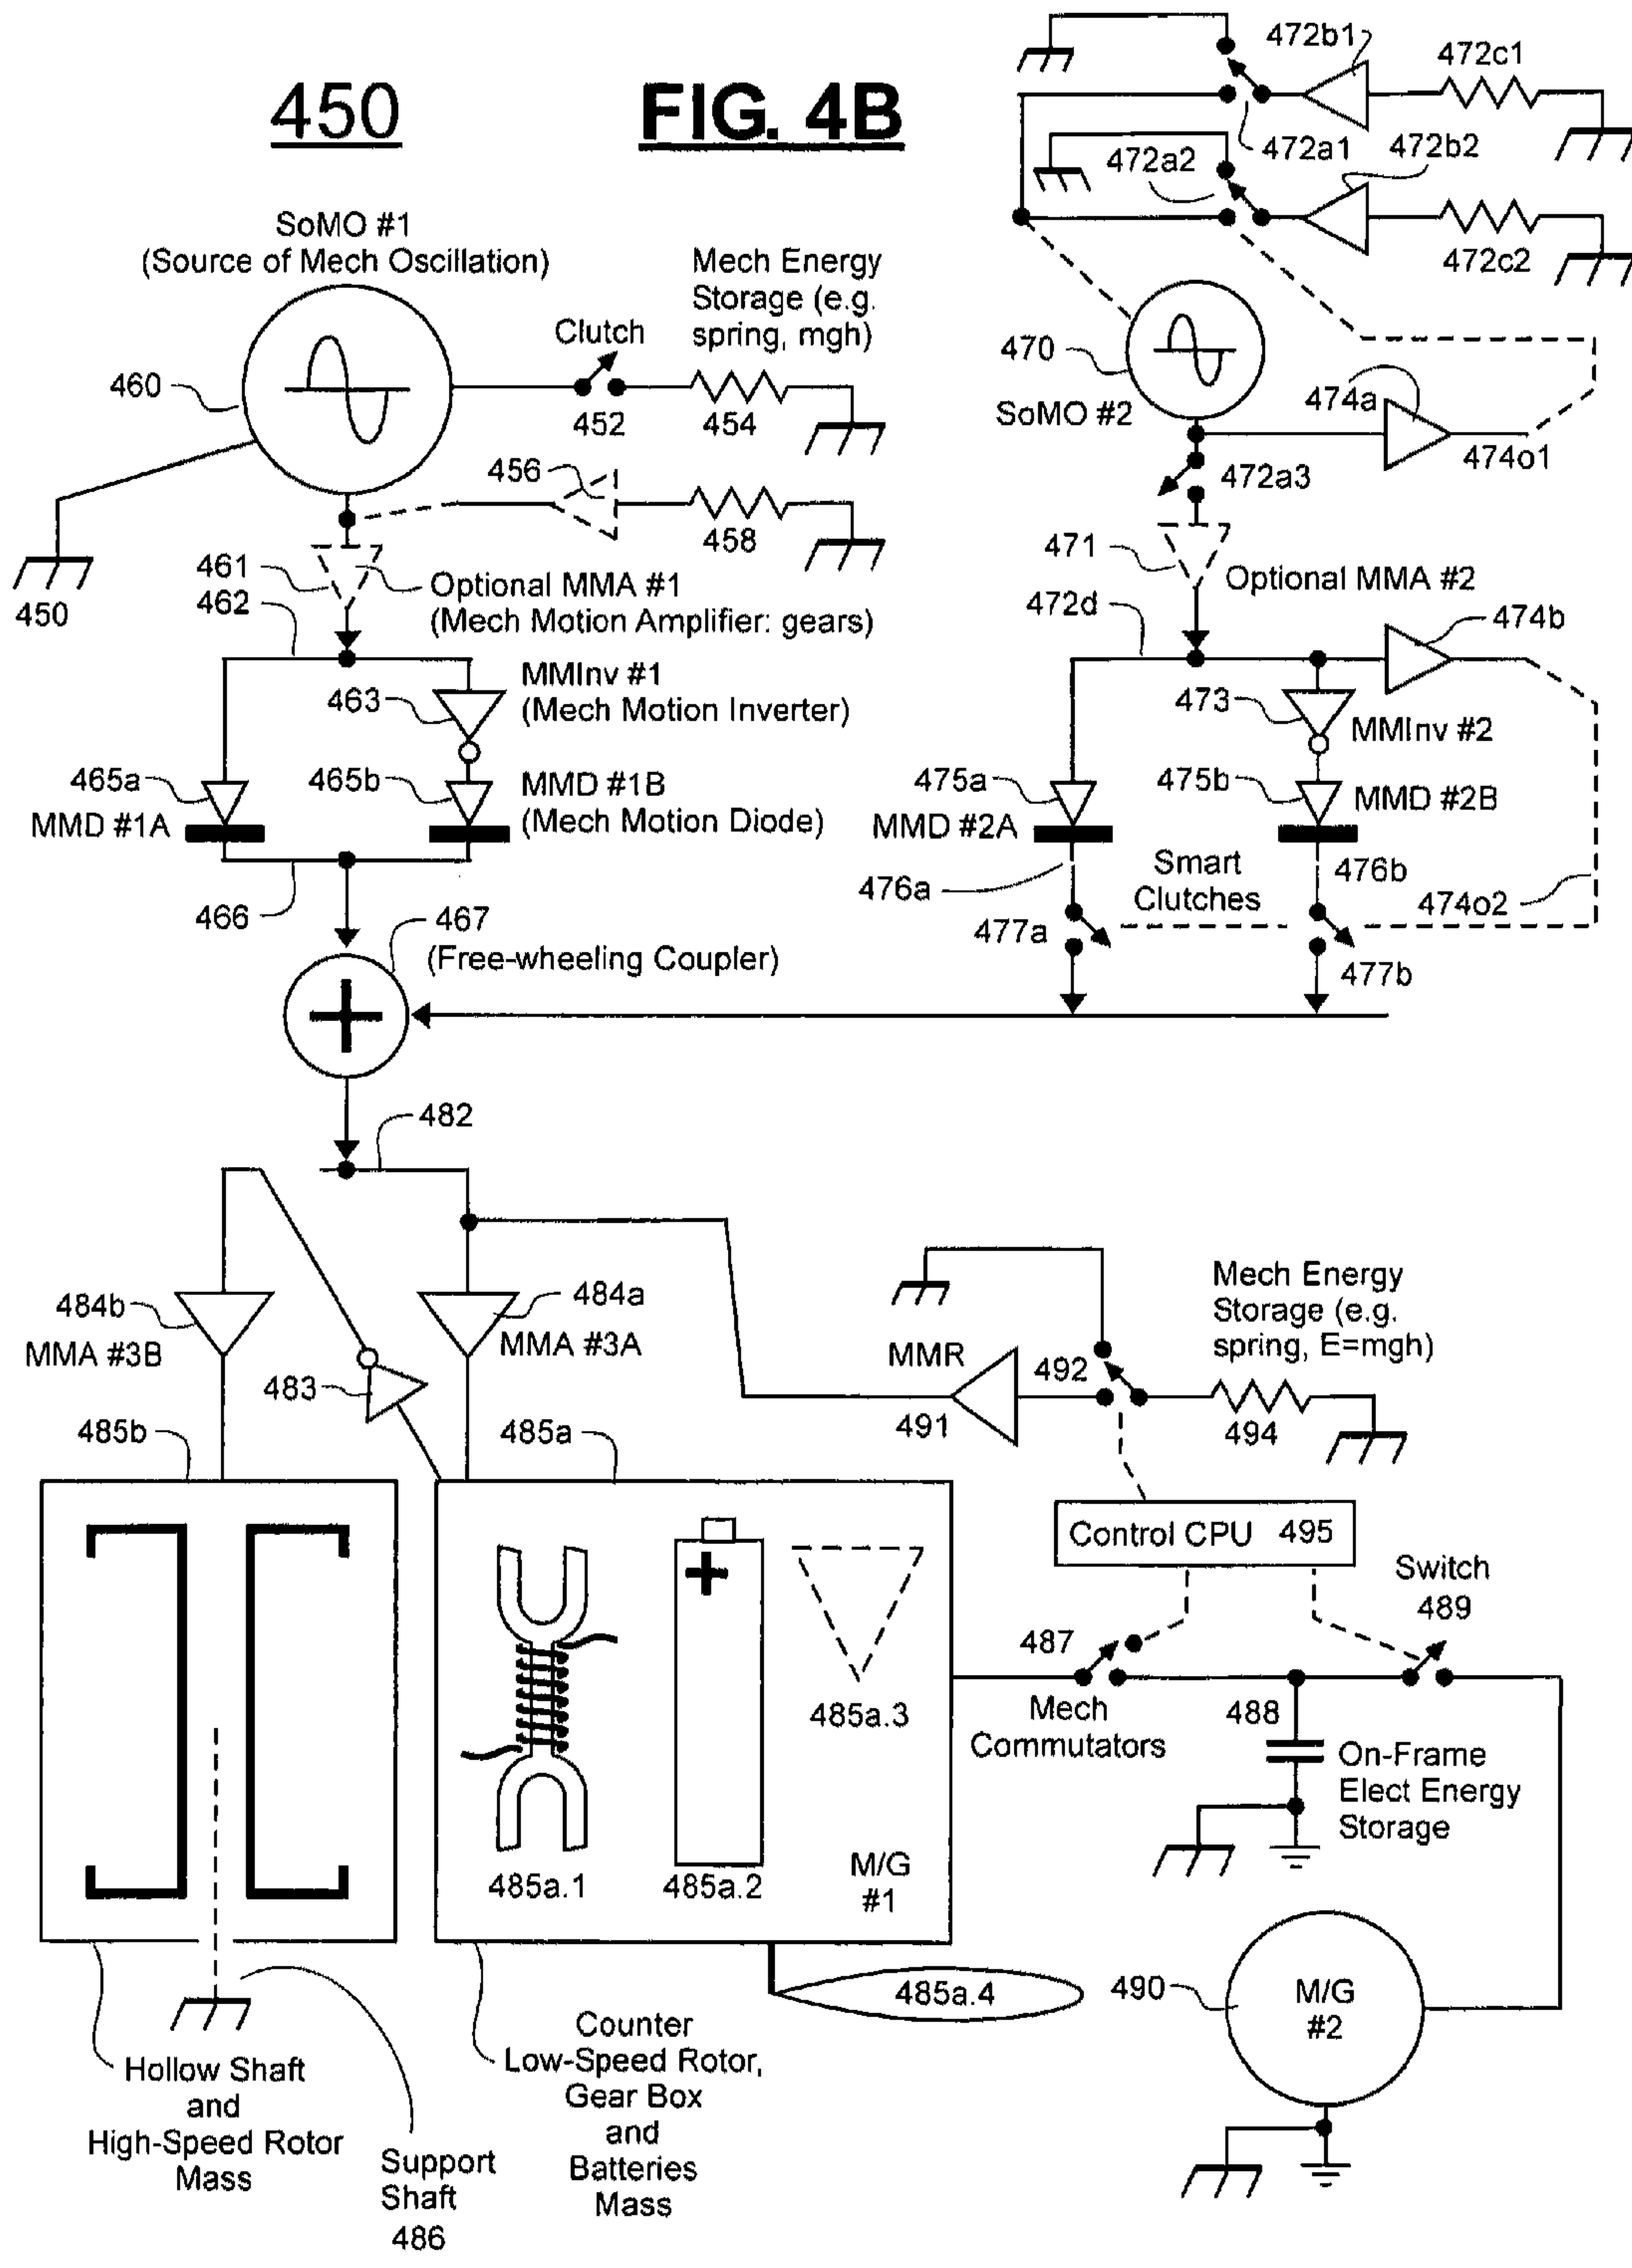 450
FIG. 4B
472b1
472c1
472a1
472a2
472b2
472c2
SoMO #1
(Source of Mech Oscillation)
Mech Energy
Storage (e.g.
spring, mgh)
Clutch
460
452
454
470
SoMO #2
474a
474o1
472a3
456
458
450
461
462
Optional MMA #1
(Mech Motion Amplifier: gears)
471
Optional MMA #2
472d
474b
463
MMInv #1
(Mech Motion Inverter)
473
MMInv #2
465a
MMD #1A
465b
MMD #1B
(Mech Motion Diode)
475a
MMD #2A
475b
MMD #2B
466
467
(Free-wheeling Coupler)
476a
Smart
Clutches
476b
474o2
477a
477b
482
484b
MMA #3B
484a
MMA #3A
483
MMR
491
492
Mech Energy
Storage (e.g.
spring, E=mgh)
494
485b
485a
Control CPU 495
Switch
489
487
Mech
Commutators
488
On-Frame
Elect Energy
Storage
+
485a.3
485a.1
485a.2
M/G
#1
485a.4
490
M/G
#2
Hollow Shaft
and
High-Speed Rotor
Mass
Support
Shaft
486
Counter
Low-Speed Rotor,
Gear Box
and
Batteries
Mass